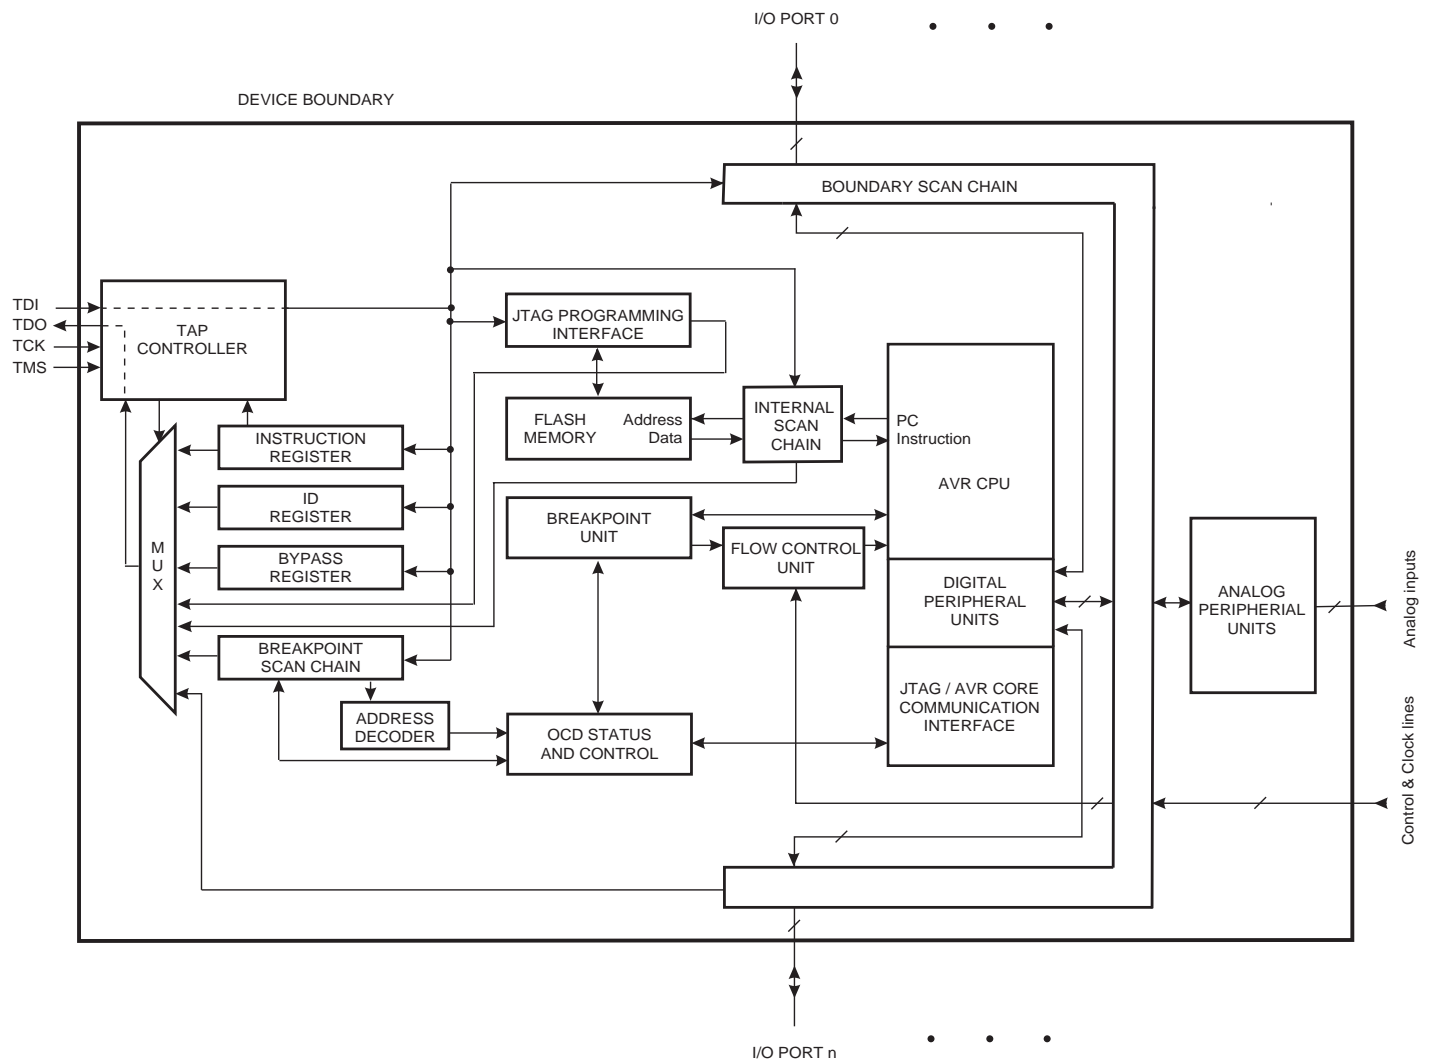 I/O PORT 0
DEVICE BOUNDARY
BOUNDARY SCAN CHAIN
TDI
TDO
TCK
TMS
TAP
CONTROLLER
JTAG PROGRAMMING
INTERFACE
FLASH
MEMORY
Address
Data
INTERNAL
SCAN
CHAIN
PC
Instruction
AVR CPU
INSTRUCTION
REGISTER
ID
REGISTER
BYPASS
REGISTER
M
U
X
BREAKPOINT
UNIT
FLOW CONTROL
UNIT
DIGITAL
PERIPHERAL
UNITS
ANALOG
PERIPHERIAL
UNITS
Analog inputs
BREAKPOINT
SCAN CHAIN
ADDRESS
DECODER
OCD STATUS
AND CONTROL
JTAG / AVR CORE
COMMUNICATION
INTERFACE
Control & Clock lines
I/O PORT n